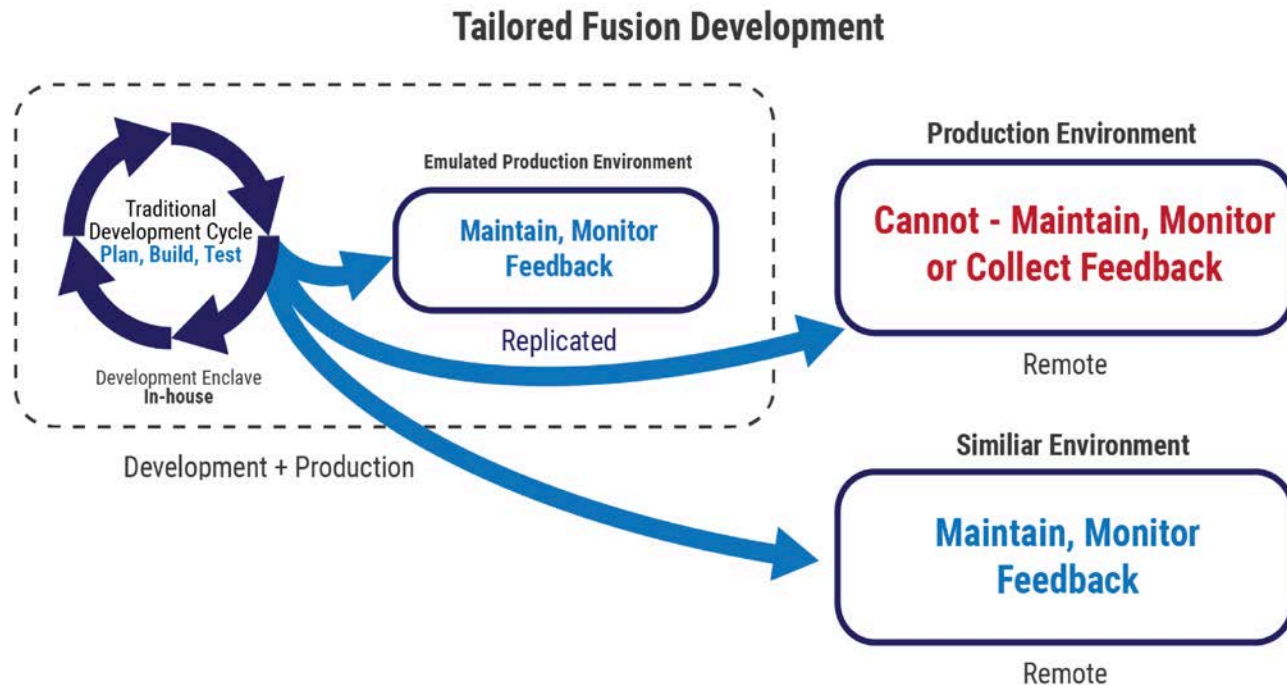 Tailored Fusion Development
Traditional
Development Cycle
Plan, Build, Test
Development Enclave
In-house
Emulated Production Environment
Maintain, Monitor
Feedback
Replicated
Development + Production
Production Environment
Cannot - Maintain, Monitor
or Collect Feedback
Remote
Similiar Environment
Maintain, Monitor
Feedback
Remote